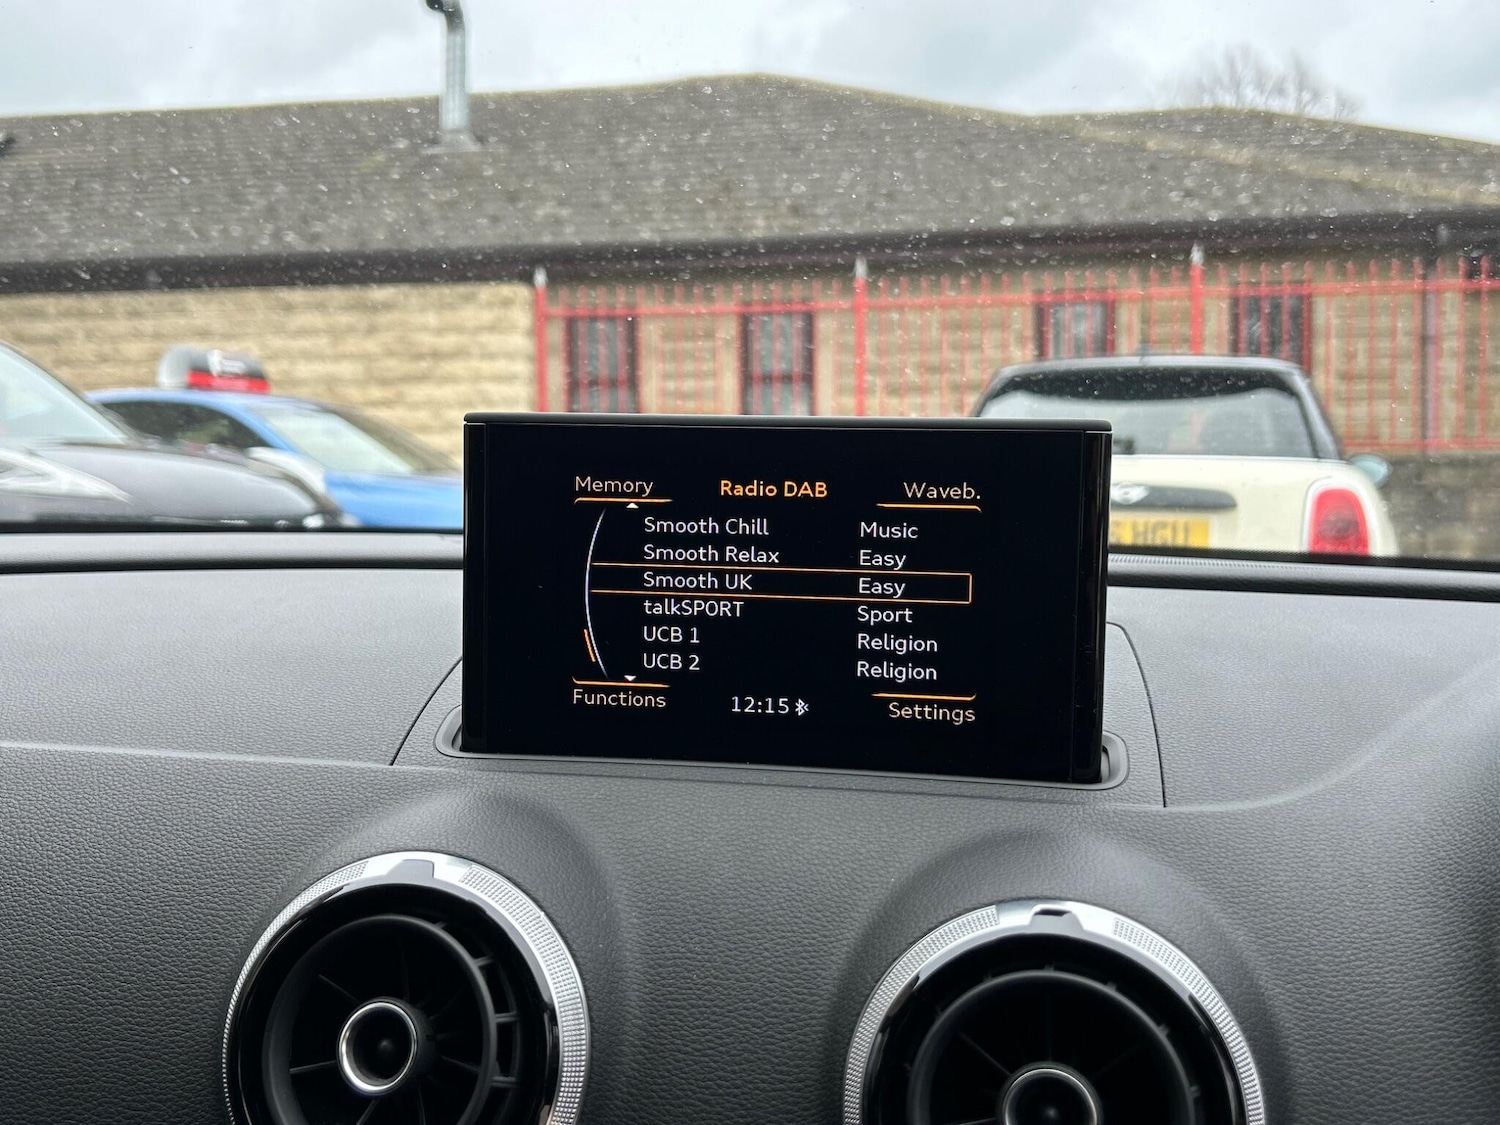 Memory Radio DAB Waveb.
Smooth Chill Music
Smooth Relax Easy
Smooth UK Easy
talkSPORT Sport
UCB 1 Religion
UCB 2 Religion
Functions 12:15 Settings
HGU